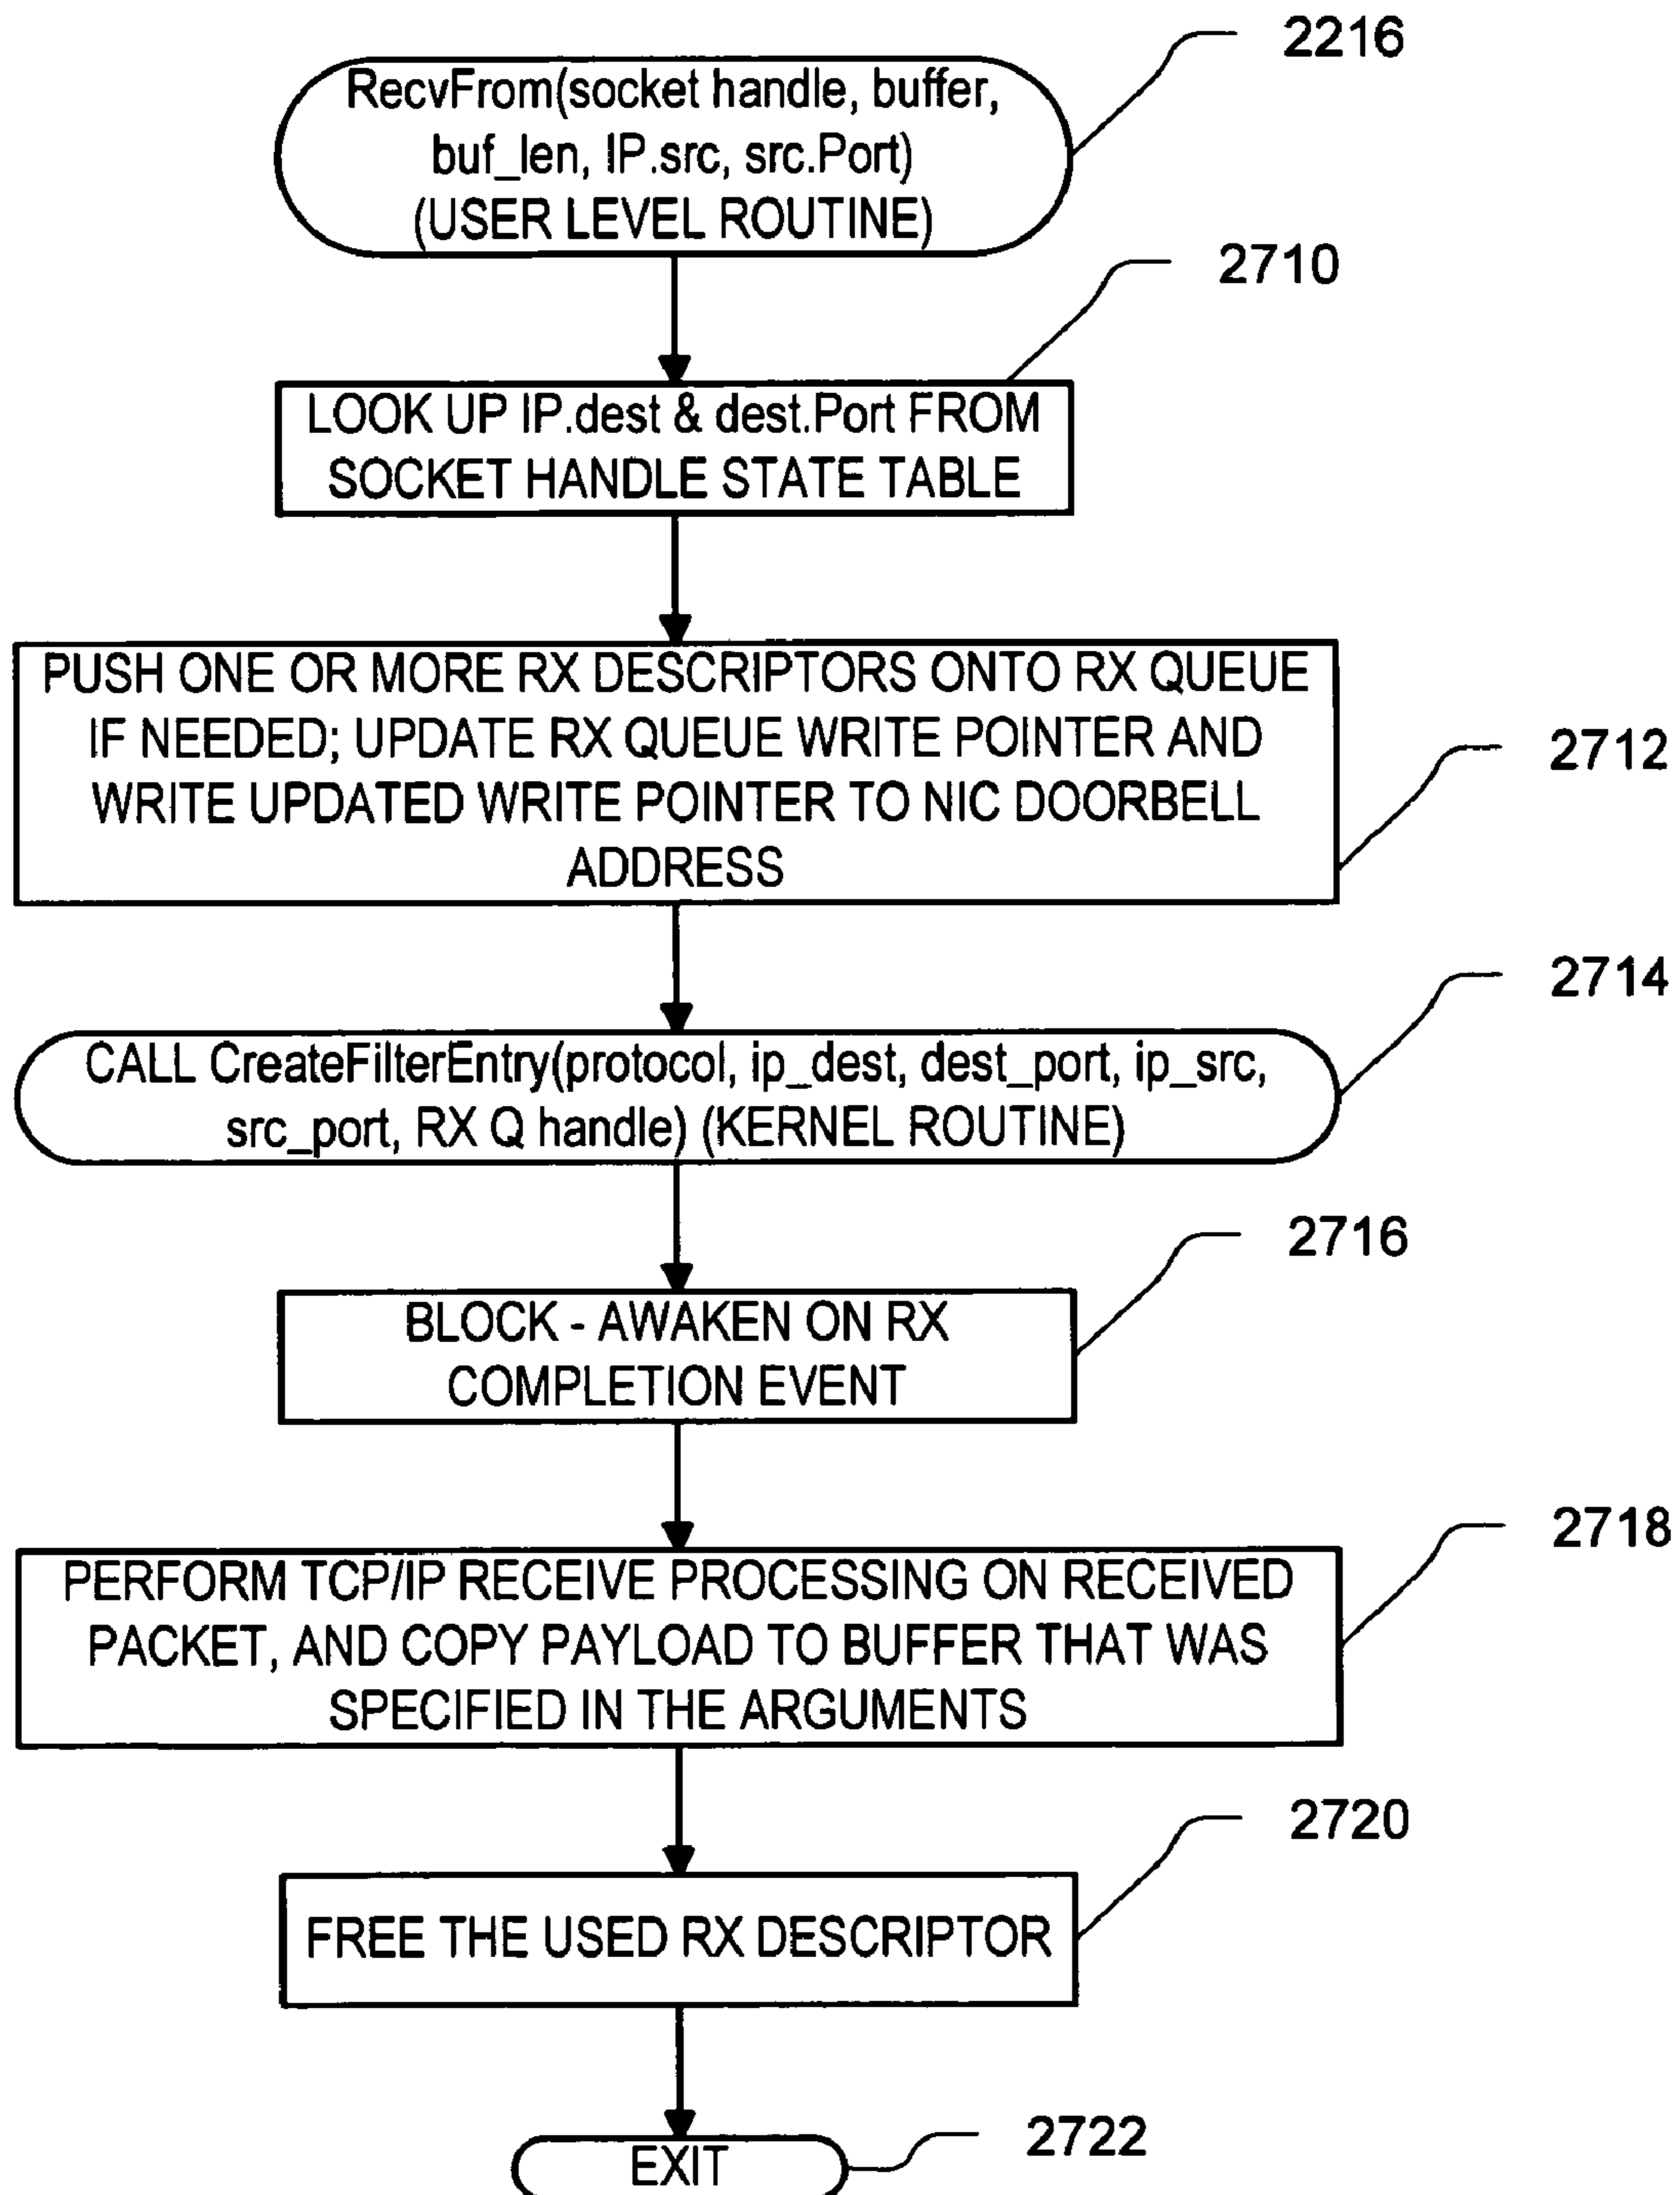 2216
RecvFrom(socket handle, buffer,
buf_len, IP.src, src.Port)
(USER LEVEL ROUTINE)
2710
LOOK UP IP.dest & dest.Port FROM
SOCKET HANDLE STATE TABLE
PUSH ONE OR MORE RX DESCRIPTORS ONTO RX QUEUE
IF NEEDED; UPDATE RX QUEUE WRITE POINTER AND
WRITE UPDATED WRITE POINTER TO NIC DOORBELL
ADDRESS
2712
2714
CALL CreateFilterEntry(protocol, ip_dest, dest_port, ip_src,
src_port, RX Q handle) (KERNEL ROUTINE)
2716
BLOCK - AWAKEN ON RX
COMPLETION EVENT
2718
PERFORM TCP/IP RECEIVE PROCESSING ON RECEIVED
PACKET, AND COPY PAYLOAD TO BUFFER THAT WAS
SPECIFIED IN THE ARGUMENTS
2720
FREE THE USED RX DESCRIPTOR
2722
EXIT